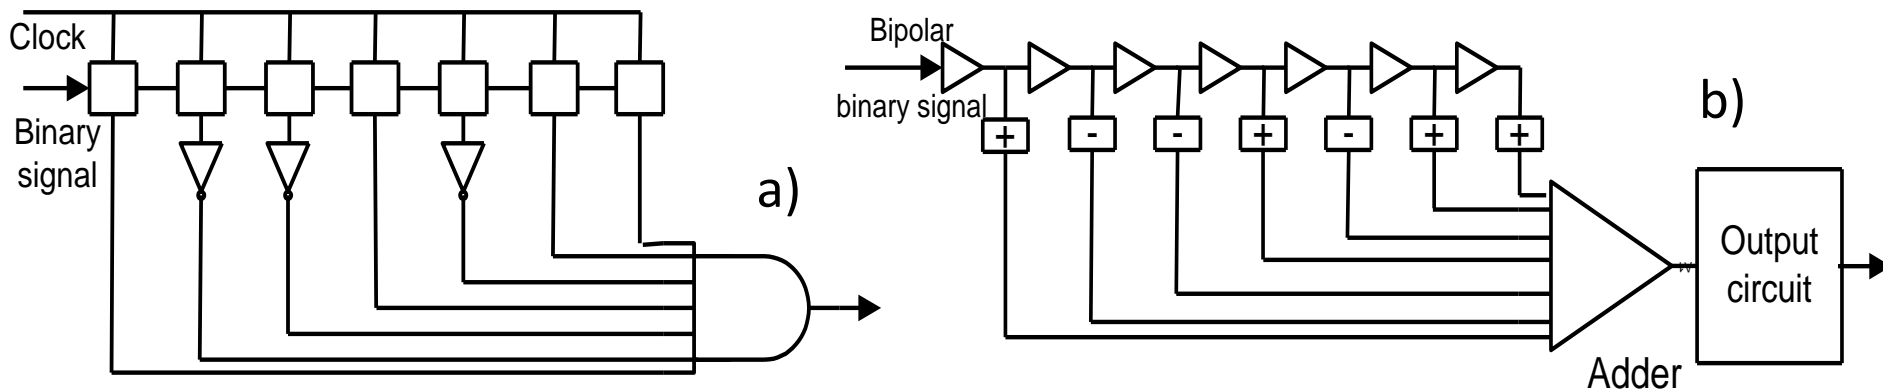 Clock
Binary
signal
a)
Bipolar
binary signal
+ - - + - + +
b)
Output
circuit
Adder